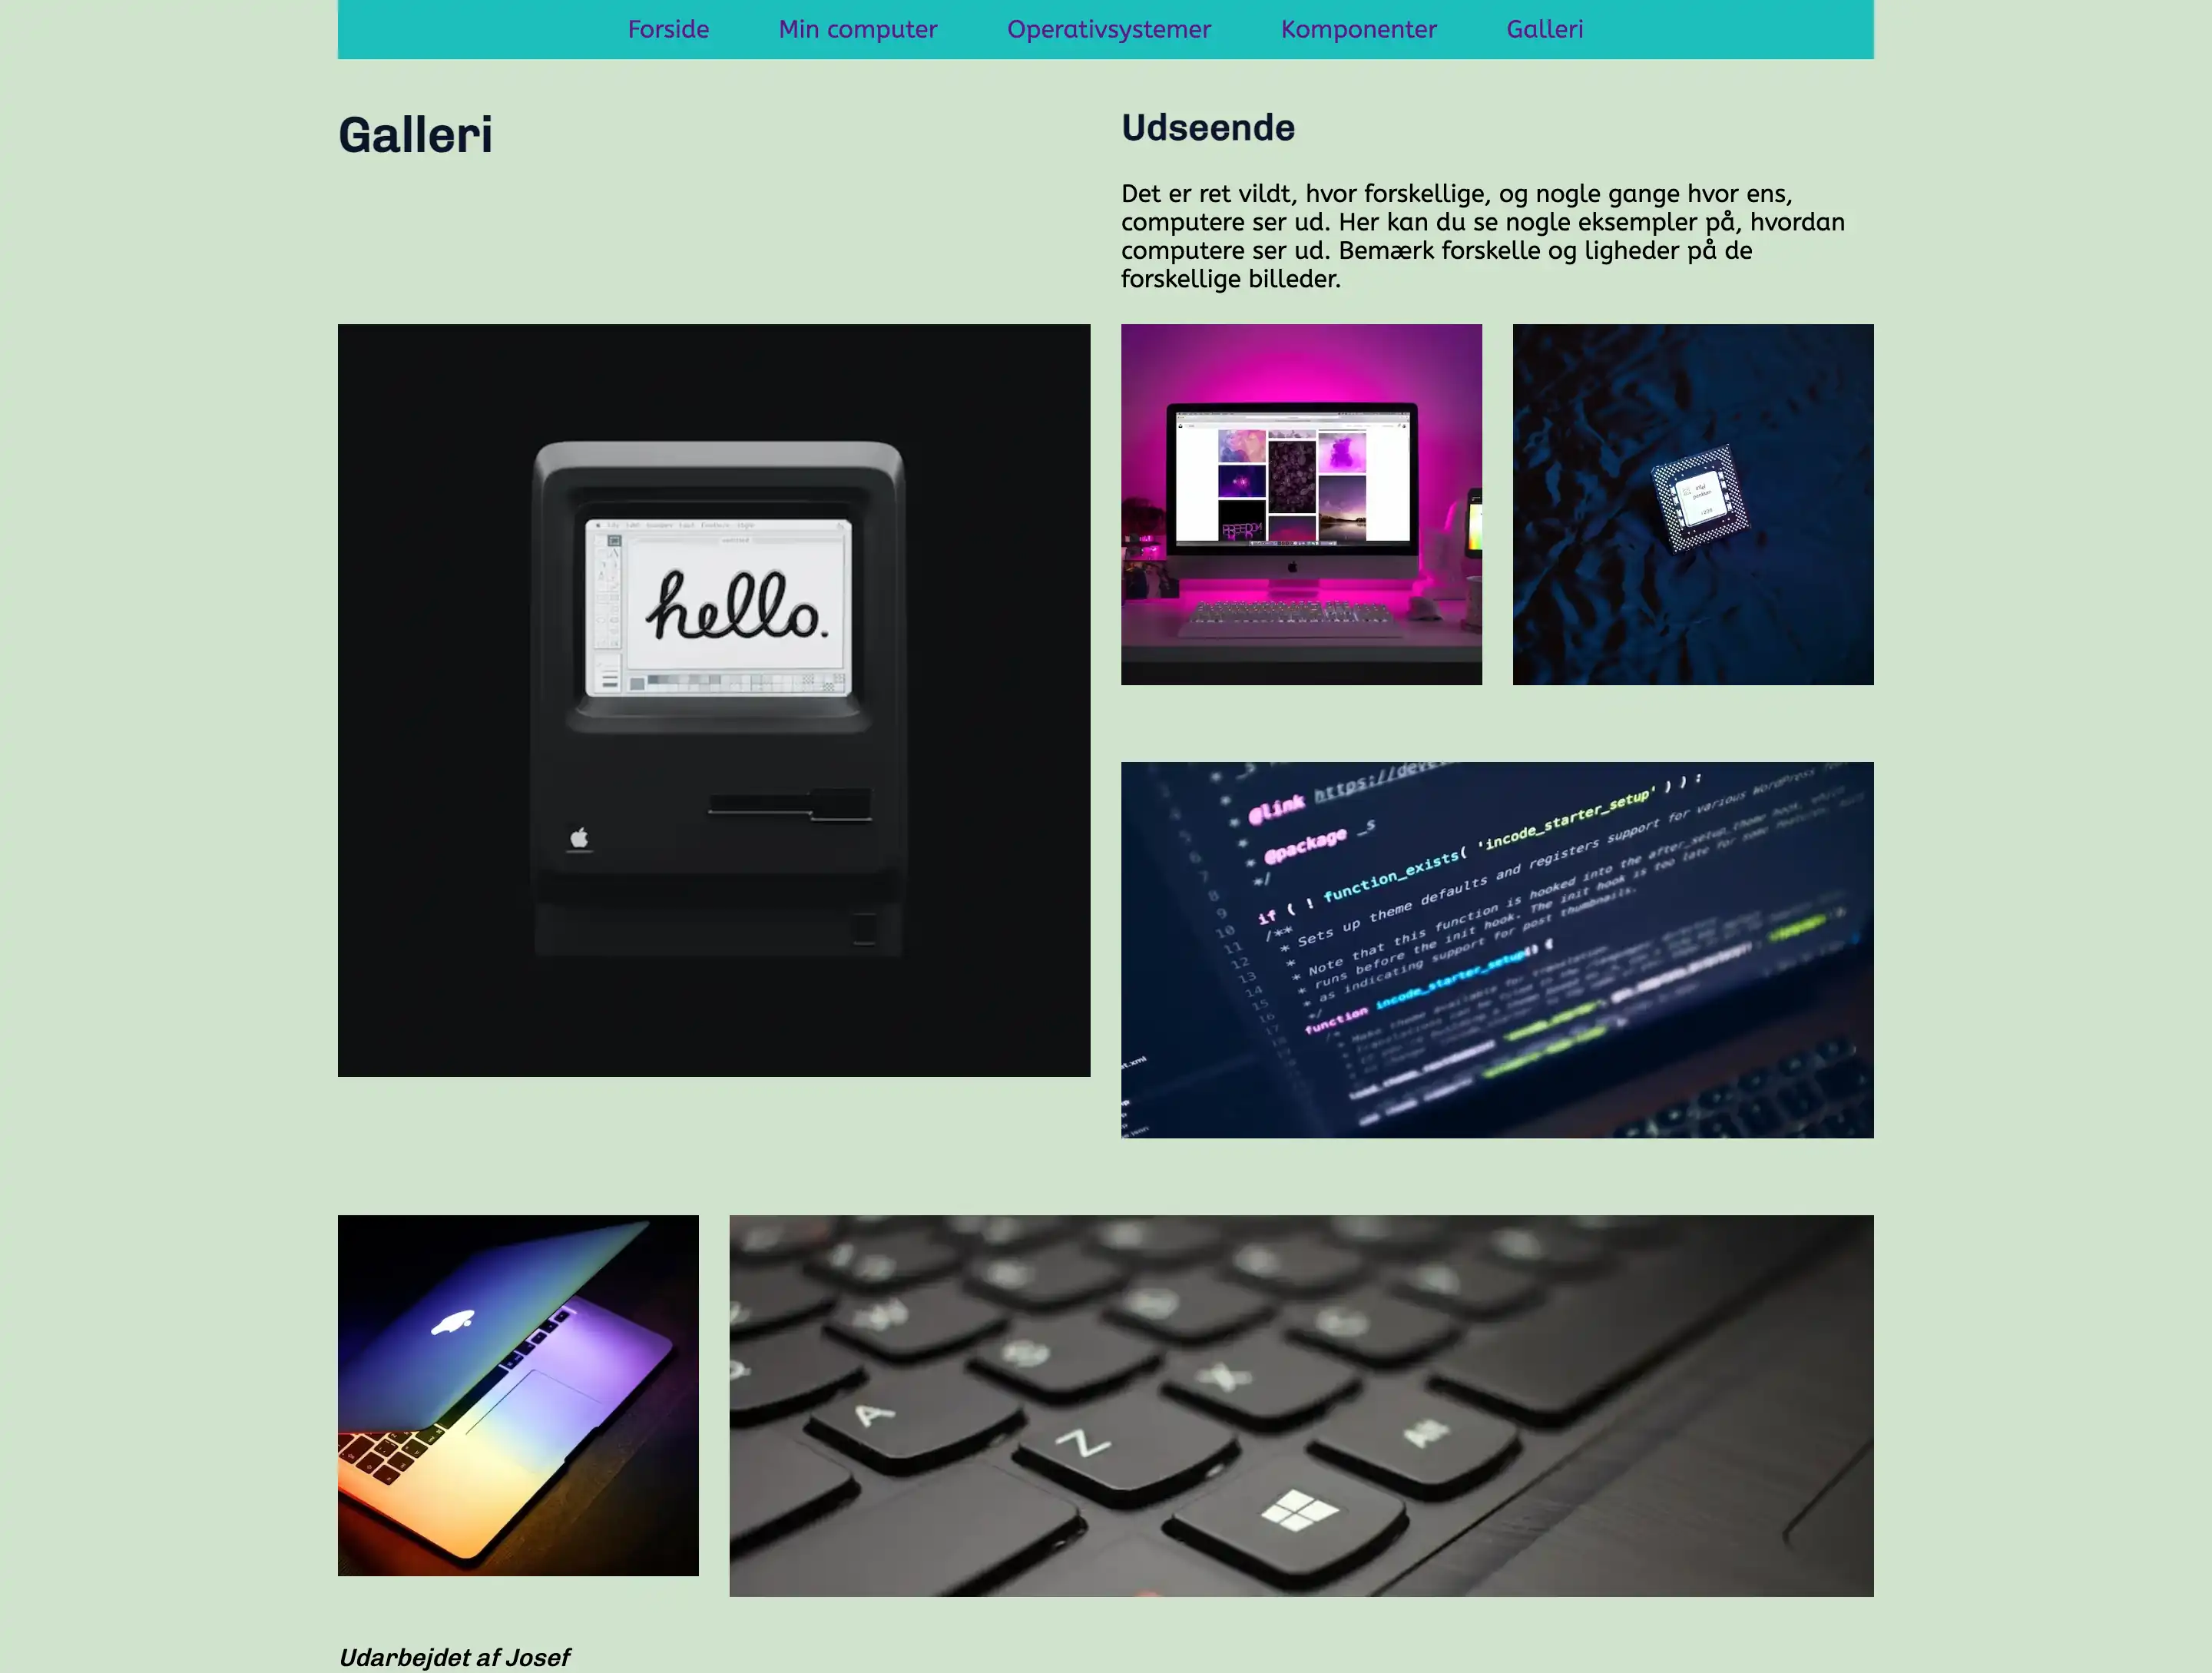 Forside Min computer Operativsystemer Komponenter Galleri
Galleri
Udseende
Det er ret vildt, hvor forskellige, og nogle gange hvor ens,
computere ser ud. Her kan du se nogle eksempler på, hvordan
computere ser ud. Bemærk forskelle og ligheder på de
forskellige billeder.
hello.
FREEDOM
* @link https://devel
* @package _s
*/
if ( ! function_exists( 'incode_starter_setup' ) ) :
/**
* Sets up theme defaults and registers support for various WordPress
*
* Note that this function is hooked into the after_setup_theme hook, which
* runs before the init hook. The init hook is too late for some features,
* as indicating support for post thumbnails.
*/
function incode_starter_setup() {
A
Z
X
Alt
Udarbejdet af Josef